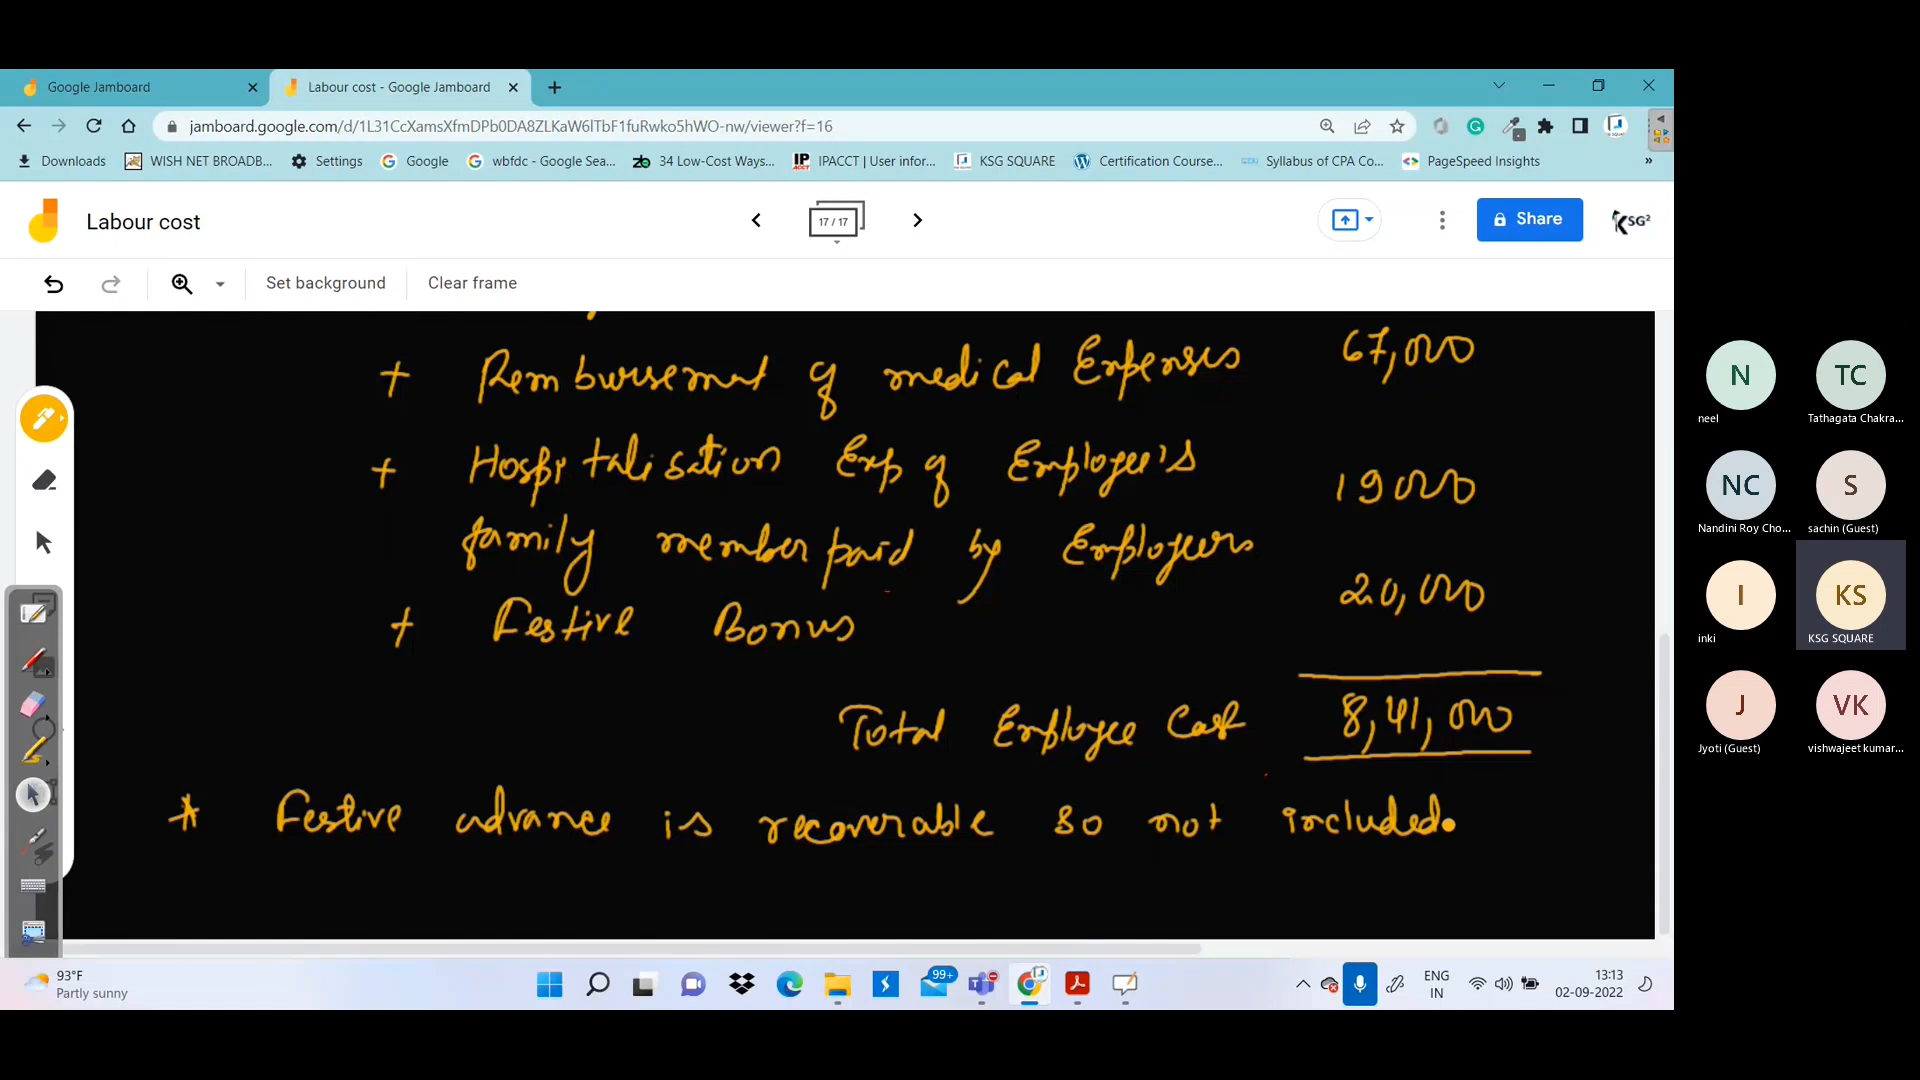 Google Jamboard
Labour cost - Google Jamboard
jamboard.google.com/d/1L31CcXamsXfmDPb0DA8ZLKaW6lTbF1fuRwko5hWO-nw/viewer?f=16
Downloads WISH NET BROADB... Settings Google wbfdc - Google Sea... 34 Low-Cost Ways... IPACCT | User infor... KSG SQUARE Certification Course... Syllabus of CPA Co... PageSpeed Insights »
Labour cost
17 / 17
Share
KSG²
Set background Clear frame
+ Reimbursement of medical Expenses 67,000
+ Hospitalisation Exp of Employee's 19000
family member paid by Employers
+ Festive Bonus 20,000
Total Employee Cost 8,41,000
* Festive advance is recoverable so not included.
N TC
neel Tathagata Chakra...
NC S
Nandini Roy Cho... sachin (Guest)
I KS
inki KSG SQUARE
J VK
Jyoti (Guest) vishwajeet kumar...
93°F
Partly sunny
99+
ENG
IN
13:13
02-09-2022